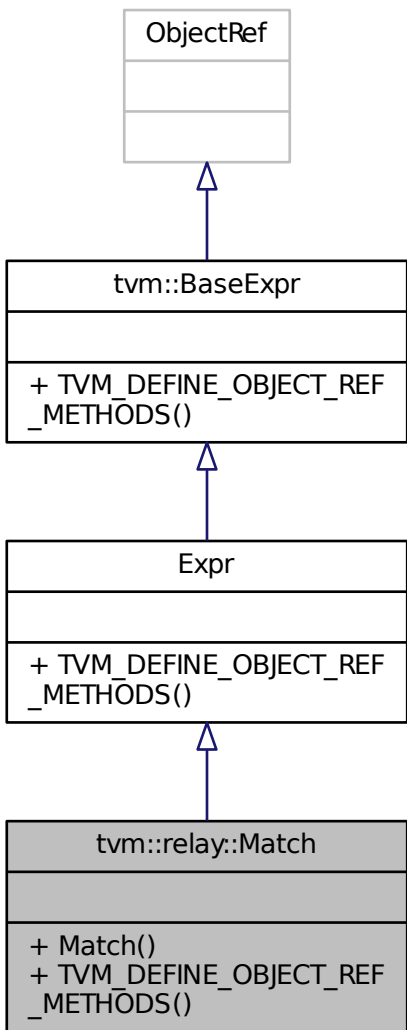 ObjectRef
tvm::BaseExpr
+ TVM_DEFINE_OBJECT_REF
_METHODS()
Expr
+ TVM_DEFINE_OBJECT_REF
_METHODS()
tvm::relay::Match
+ Match()
+ TVM_DEFINE_OBJECT_REF
_METHODS()